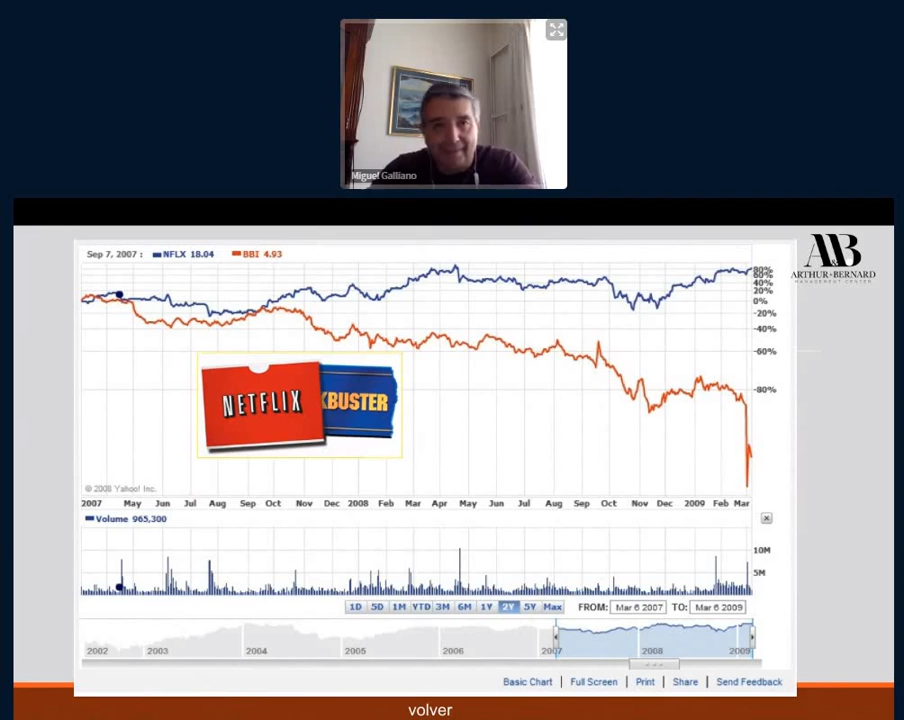 Miguel Galliano
A&B
ARTHUR&BERNARD
MANAGEMENT CENTER
Sep 7, 2007 : NFLX 18.04 BBI 4.93
80%
60%
40%
20%
0%
-20%
-40%
-60%
-80%
NETFLIX
KBUSTER
© 2008 Yahoo! Inc.
2007 May Jun Jul Aug Sep Oct Nov Dec 2008 Feb Mar Apr May Jun Jul Aug Sep Oct Nov Dec 2009 Feb Mar
Volume 965,300
10M
5M
1D 5D 1M YTD 3M 6M 1Y 2Y 5Y Max FROM: Mar 6 2007 TO: Mar 6 2009
2002 2003 2004 2005 2006 2007 2008 2009
Basic Chart | Full Screen | Print | Share | Send Feedback
volver